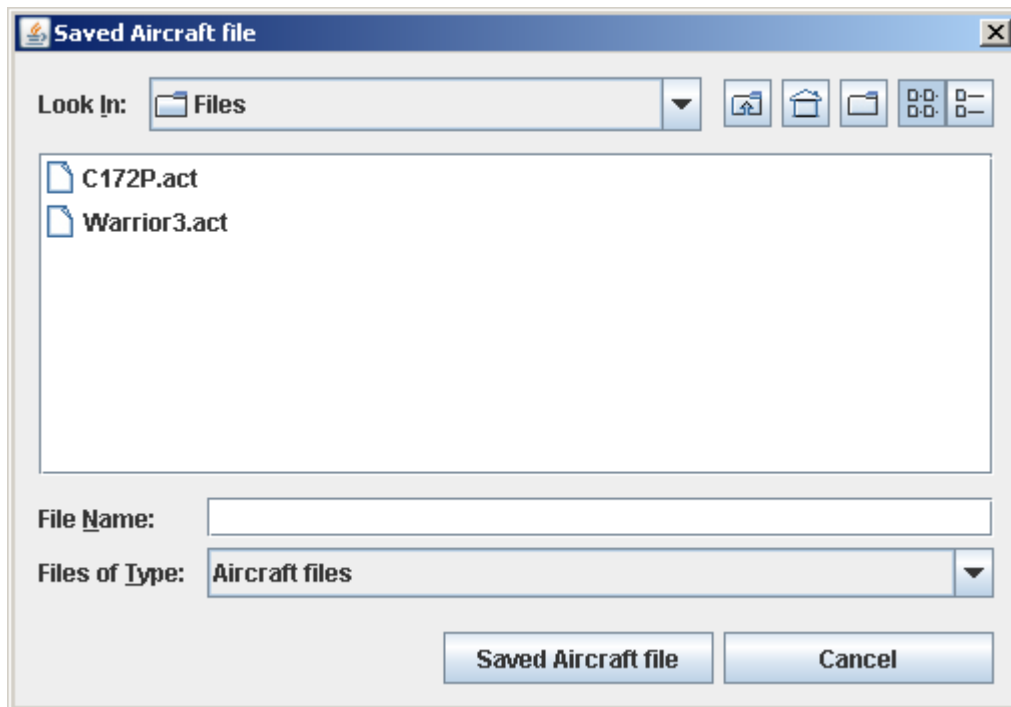 Saved Aircraft file
Look In: Files
C172P.act
Warrior3.act
File Name:
Files of Type: Aircraft files
Saved Aircraft file Cancel